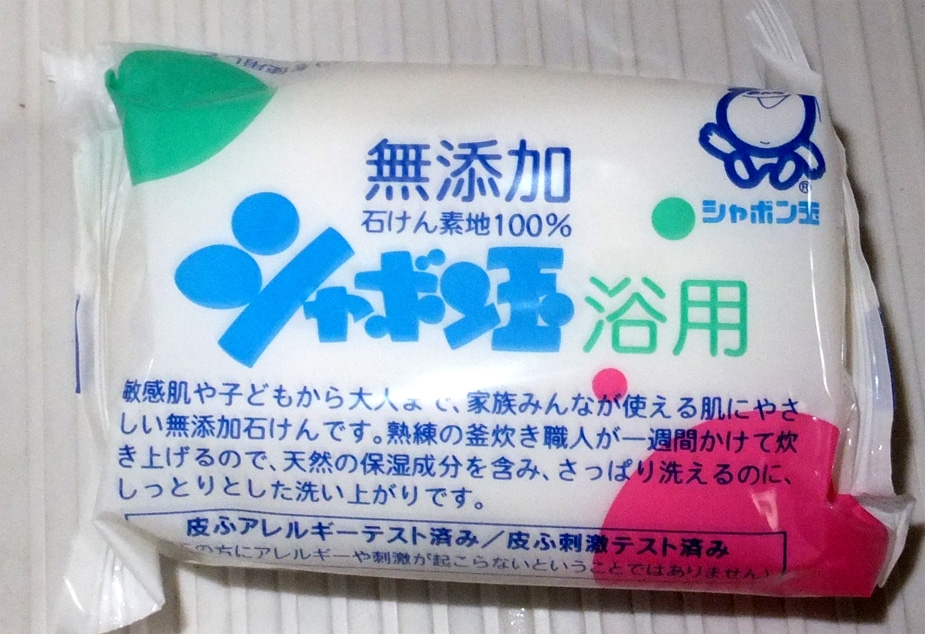 を使用して
無添加
石けん素地100%
シャボン玉 浴用
®
シャボン玉
敏感肌や子どもから大人まで、家族みんなが使える肌にやさ
しい無添加石けんです。熟練の釜炊き職人が一週間かけて炊
き上げるので、天然の保湿成分を含み、さっぱり洗えるのに、
しっとりとした洗い上がりです。
皮ふアレルギーテスト済み／皮ふ刺激テスト済み
の方にアレルギーや刺激が起こらないということではありません)